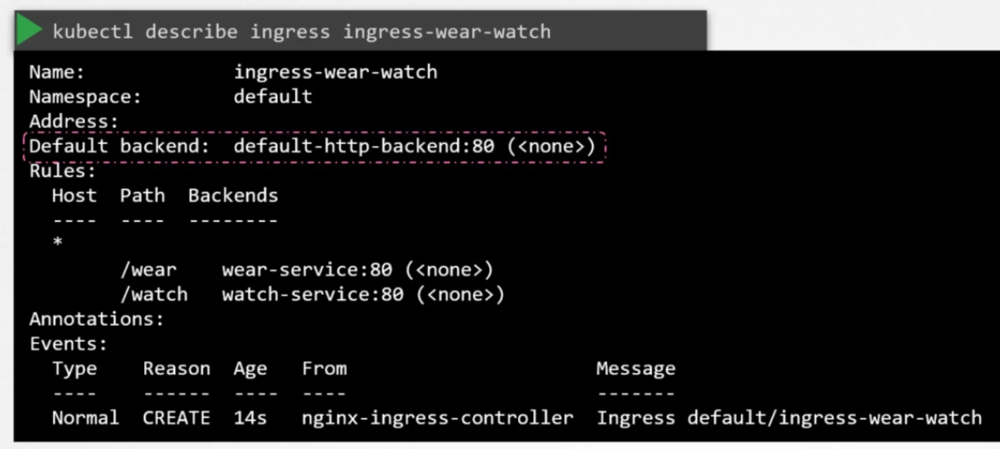 kubectl describe ingress ingress-wear-watch
Name: ingress-wear-watch
Namespace: default
Address:
Default backend: default-http-backend:80 (<none>)
Rules:
Host Path Backends
---- ---- --------
*
/wear wear-service:80 (<none>)
/watch watch-service:80 (<none>)
Annotations:
Events:
Type Reason Age From Message
---- ------ ---- ---- -------
Normal CREATE 14s nginx-ingress-controller Ingress default/ingress-wear-watch